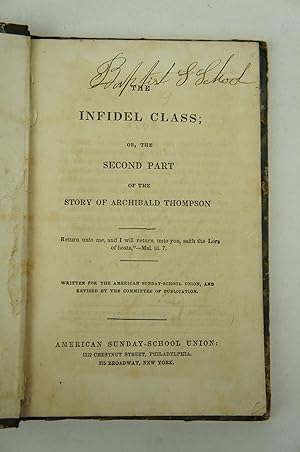 Baptist S School
THE
INFIDEL CLASS;
OR, THE
SECOND PART
OF THE
STORY OF ARCHIBALD THOMPSON
Return unto me, and I will return unto you, saith the Lord
of hosts,"—Mal. iii. 7.
WRITTEN FOR THE AMERICAN SUNDAY-SCHOOL UNION, AND
REVISED BY THE COMMITTEE OF PUBLICATION.
AMERICAN SUNDAY-SCHOOL UNION:
1122 CHESTNUT STREET, PHILADELPHIA.
375 BROADWAY, NEW YORK.